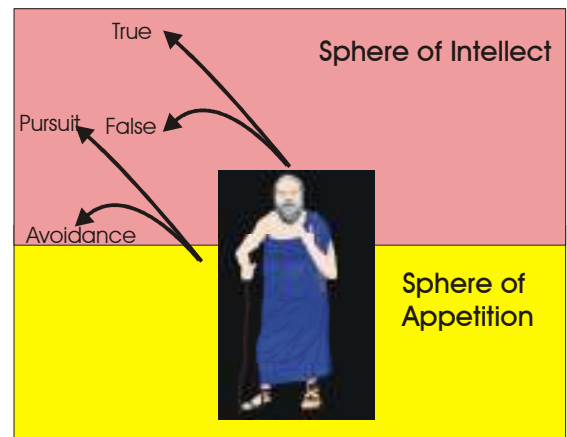 True
Sphere of Intellect
Pursuit
False
Avoidance
Sphere of
Appetition